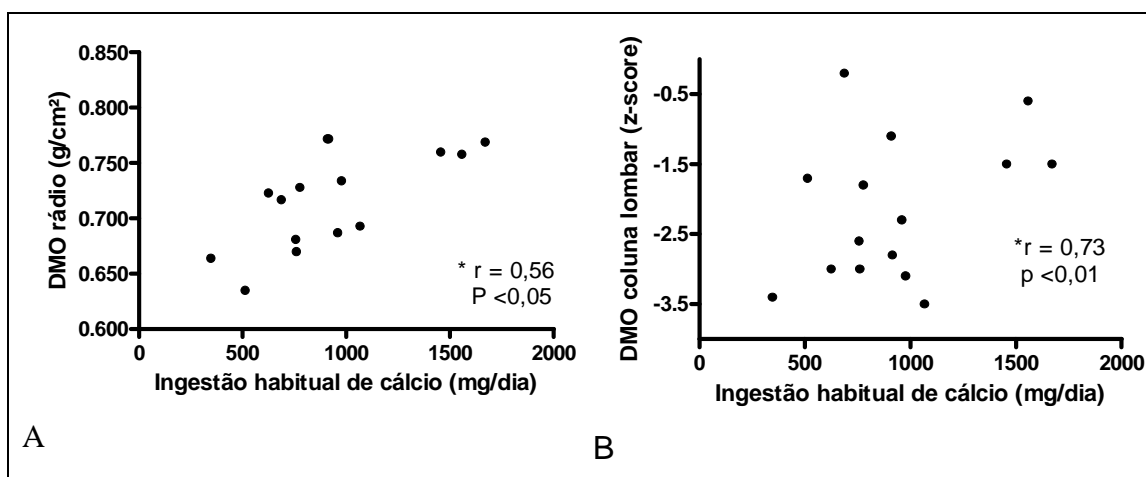 0.850
0.800
0.750
0.700
0.650
0.600
DMO rádio (g/cm²)
* r = 0,56
P <0,05
0 500 1000 1500 2000
Ingestão habitual de cálcio (mg/dia)
A
-0.5
-1.5
-2.5
-3.5
DMO coluna lombar (z-score)
*r = 0,73
p <0,01
0 500 1000 1500 2000
Ingestão habitual de cálcio (mg/dia)
B